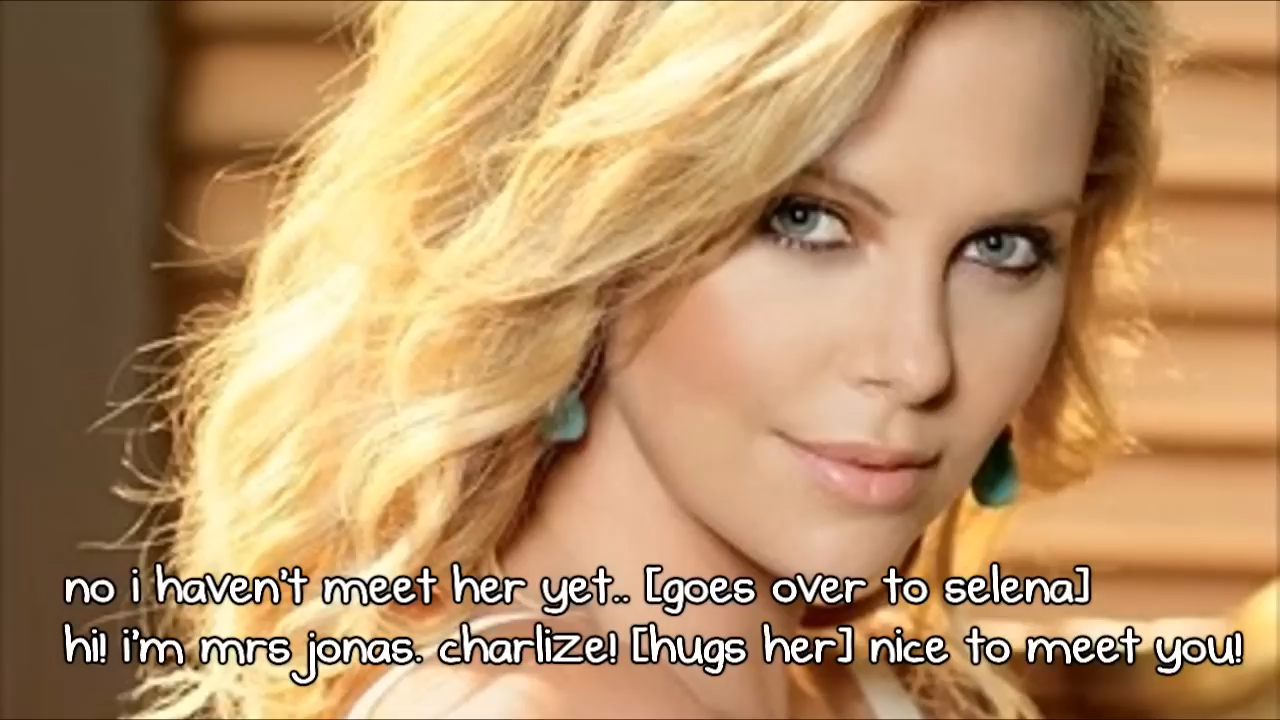 no i haven't meet her yet.. [goes over to selena]
hi! i'm mrs jonas. charlize! [hugs her] nice to meet you!